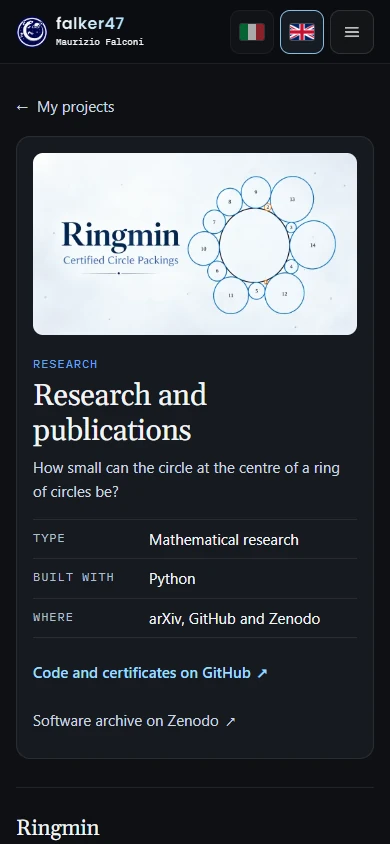 falker47
Maurizio Falconi
← My projects
Ringmin
Certified Circle Packings
9
13
8
2
7
3
10
14
6
4
5
11
12
RESEARCH
Research and
publications
How small can the circle at the centre of a ring
of circles be?
TYPE Mathematical research
BUILT WITH Python
WHERE arXiv, GitHub and Zenodo
Code and certificates on GitHub ↗
Software archive on Zenodo ↗
Ringmin